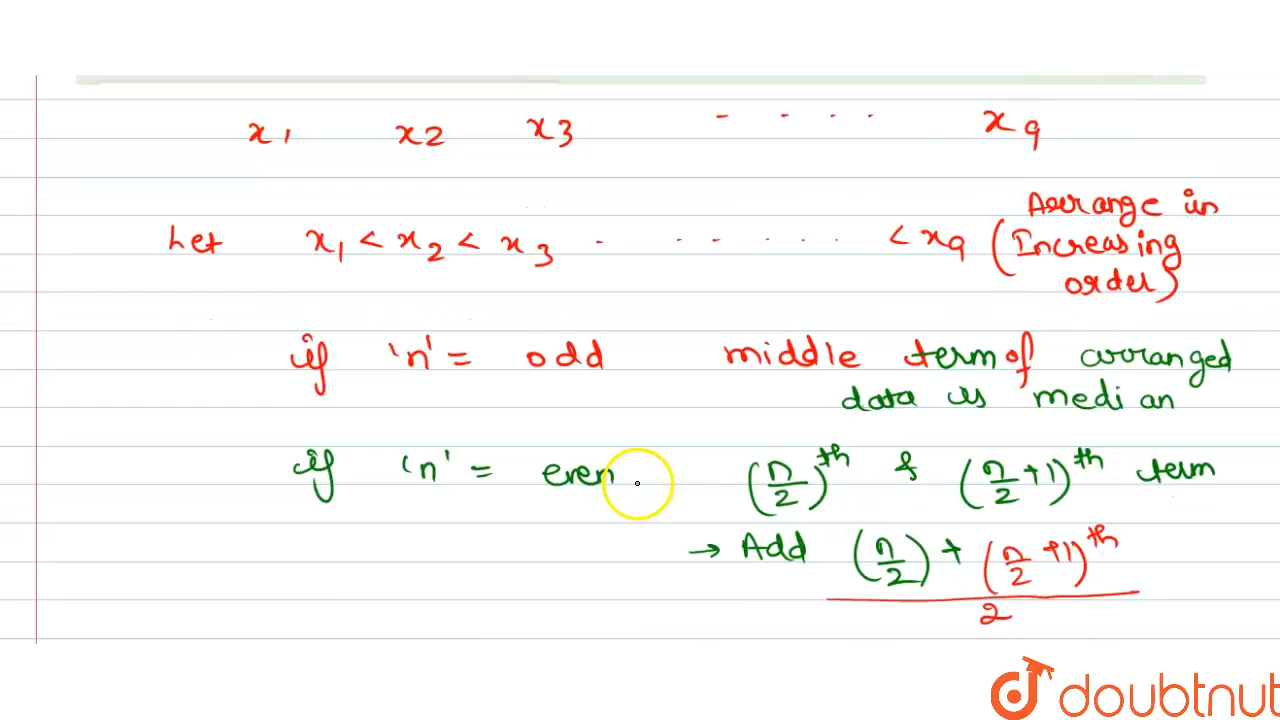 x1 x2 x3 - - - - x9
Let x1 < x2 < x3 - - - - - - < x9 (Arrange in
Increasing
order)
if 'n' = odd middle term of arranged
data is median
if 'n' = even (n/2)th & (n/2+1)th term
→ Add (n/2) + (n/2+1)th
2
doubtnut